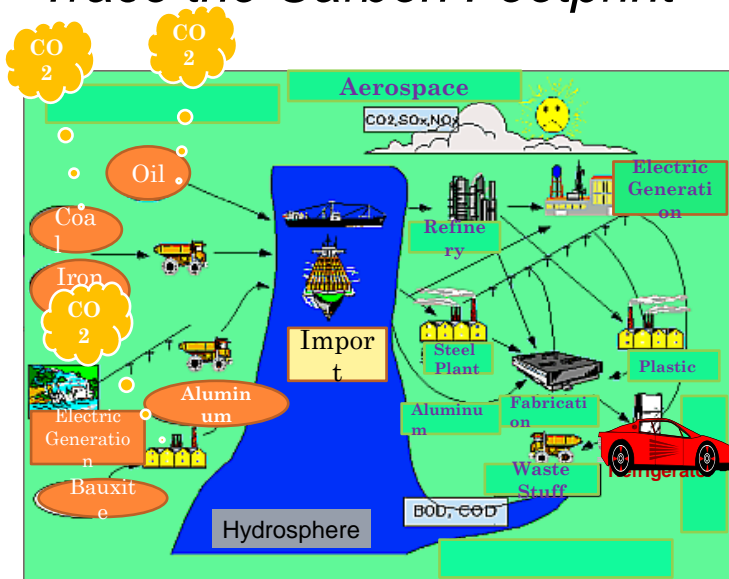 Trace the Carbon Footprint
CO
2
CO
2
Aerospace
CO2,SOx,NOx
Oil
Electric
Generati
on
Coa
l
Refine
ry
Iron
CO
2
Impor
t
Steel
Plant
Plastic
Aluminu
m
Fabricati
on
Alumin
um
Electric
Generatio
n
Waste
Stuff
Refrigerato
Bauxit
e
BOD, COD
Hydrosphere